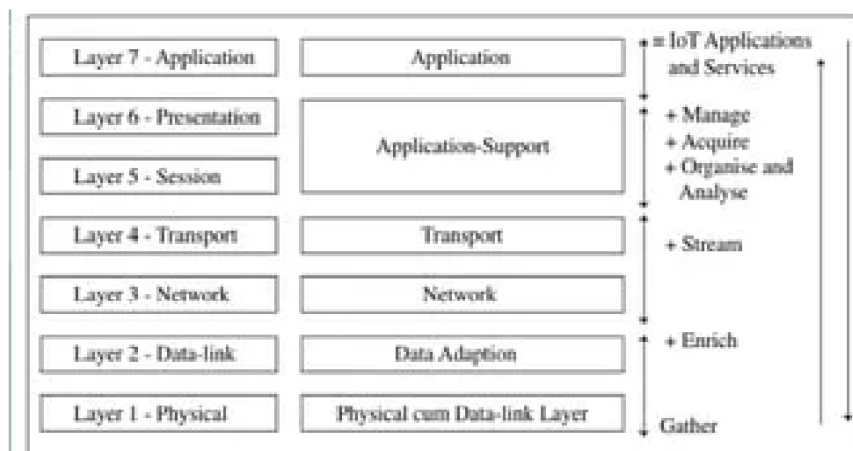 Layer 7 - Application
Application
= IoT Applications
and Services
Layer 6 - Presentation
Layer 5 - Session
Application-Support
+ Manage
+ Acquire
+ Organise and
Analyse
Layer 4 - Transport
Transport
+ Stream
Layer 3 - Network
Network
Layer 2 - Data-link
Data Adaption
+ Enrich
Layer 1 - Physical
Physical cum Data-link Layer
Gather